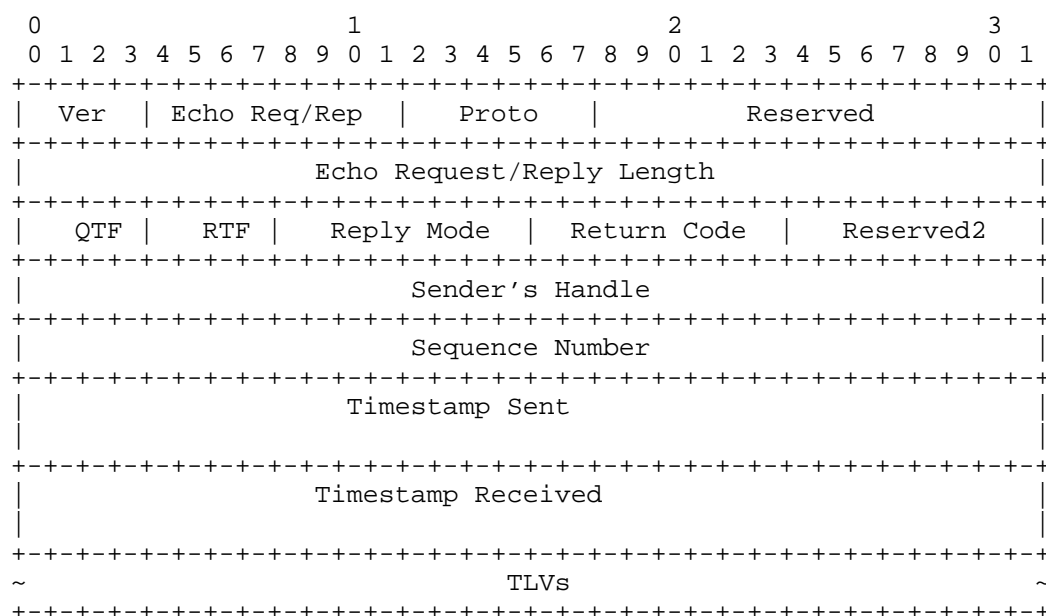 0                   1                   2                   3
 0 1 2 3 4 5 6 7 8 9 0 1 2 3 4 5 6 7 8 9 0 1 2 3 4 5 6 7 8 9 0 1
+-+-+-+-+-+-+-+-+-+-+-+-+-+-+-+-+-+-+-+-+-+-+-+-+-+-+-+-+-+-+-+-+
|  Ver  | Echo Req/Rep  |   Proto   |         Reserved          |
+-+-+-+-+-+-+-+-+-+-+-+-+-+-+-+-+-+-+-+-+-+-+-+-+-+-+-+-+-+-+-+-+
|                  Echo Request/Reply Length                    |
+-+-+-+-+-+-+-+-+-+-+-+-+-+-+-+-+-+-+-+-+-+-+-+-+-+-+-+-+-+-+-+-+
|   QTF |   RTF |   Reply Mode  |  Return Code  |   Reserved2   |
+-+-+-+-+-+-+-+-+-+-+-+-+-+-+-+-+-+-+-+-+-+-+-+-+-+-+-+-+-+-+-+-+
|                        Sender's Handle                        |
+-+-+-+-+-+-+-+-+-+-+-+-+-+-+-+-+-+-+-+-+-+-+-+-+-+-+-+-+-+-+-+-+
|                        Sequence Number                        |
+-+-+-+-+-+-+-+-+-+-+-+-+-+-+-+-+-+-+-+-+-+-+-+-+-+-+-+-+-+-+-+-+
|                    Timestamp Sent                             |
|                                                               |
+-+-+-+-+-+-+-+-+-+-+-+-+-+-+-+-+-+-+-+-+-+-+-+-+-+-+-+-+-+-+-+-+
|                  Timestamp Received                           |
|                                                               |
+-+-+-+-+-+-+-+-+-+-+-+-+-+-+-+-+-+-+-+-+-+-+-+-+-+-+-+-+-+-+-+-+
~                              TLVs                             ~
+-+-+-+-+-+-+-+-+-+-+-+-+-+-+-+-+-+-+-+-+-+-+-+-+-+-+-+-+-+-+-+-+